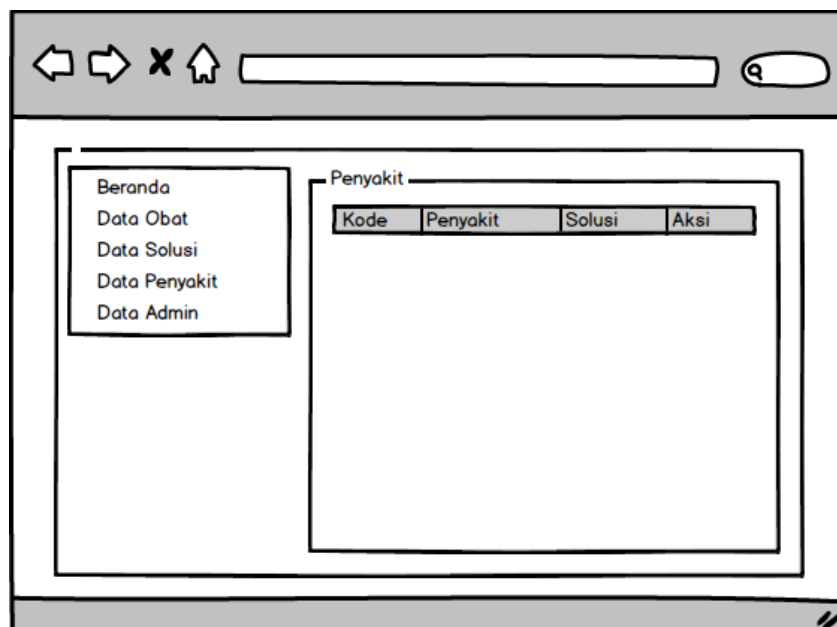 Beranda
Data Obat
Data Solusi
Data Penyakit
Data Admin
Penyakit
Kode Penyakit Solusi Aksi